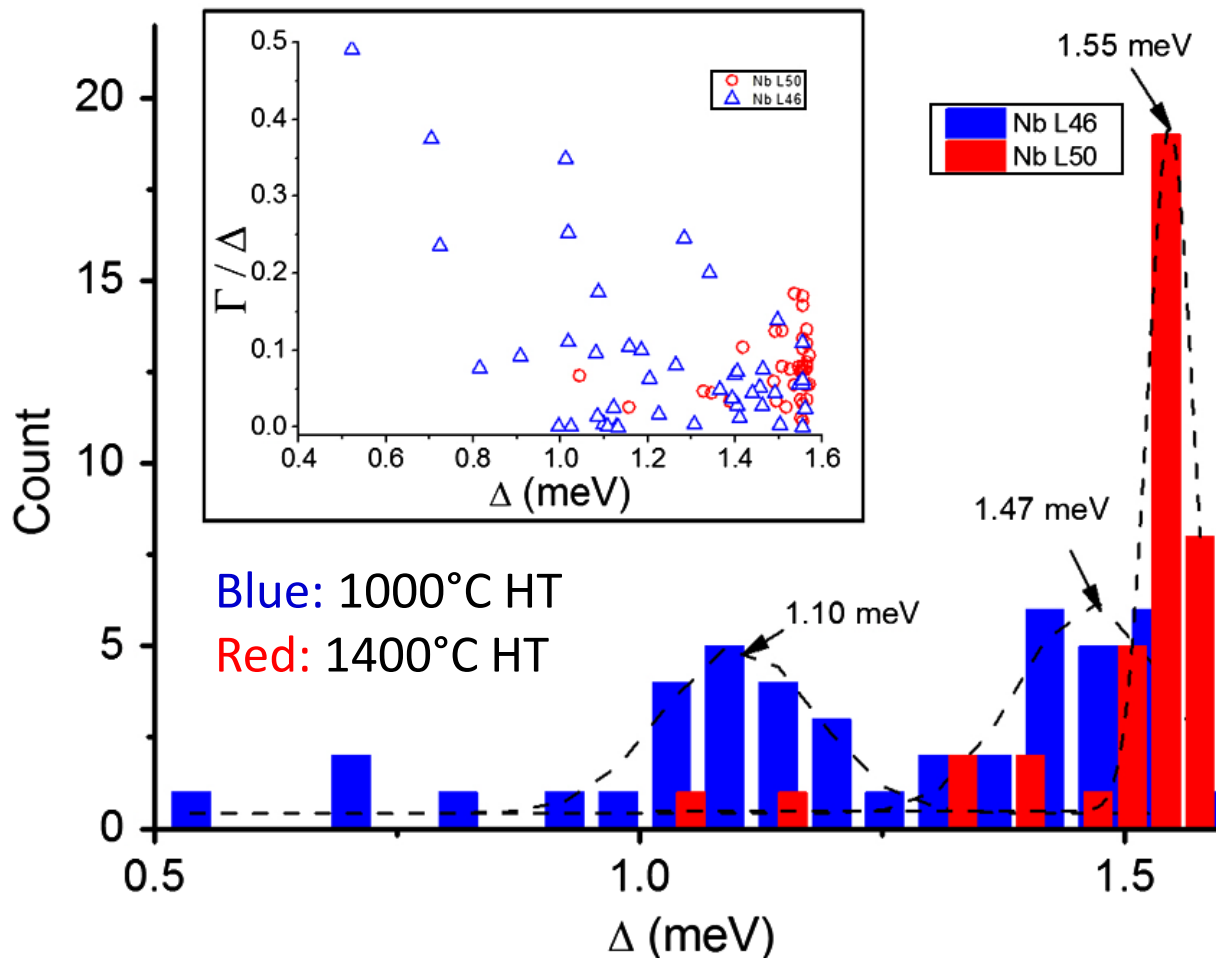 1.55 meV
20
15
10
5
0
Count
Nb L46
Nb L50
0.5
0.4
0.3
0.2
0.1
0.0
Γ / Δ
Nb L50
Nb L46
0.4 0.6 0.8 1.0 1.2 1.4 1.6
Δ (meV)
1.47 meV
Blue: 1000°C HT
1.10 meV
Red: 1400°C HT
0.5 1.0 1.5
Δ (meV)